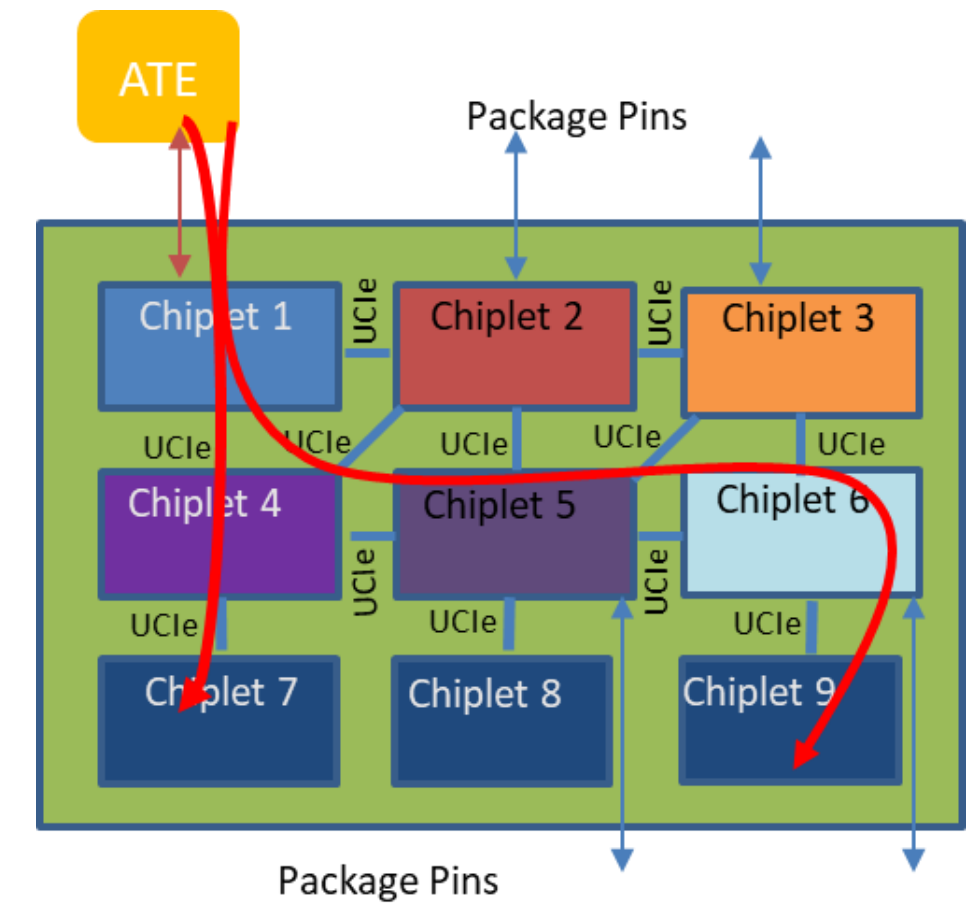 ATE
Package Pins
UCIe
UCIe
Chiplet 1
Chiplet 2
Chiplet 3
UCIe
UCIe
UCIe
UCIe
UCIe
Chiplet 4
Chiplet 5
Chiplet 6
UCIe
UCIe
UCIe
UCIe
UCIe
Chiplet 7
Chiplet 8
Chiplet 9
Package Pins